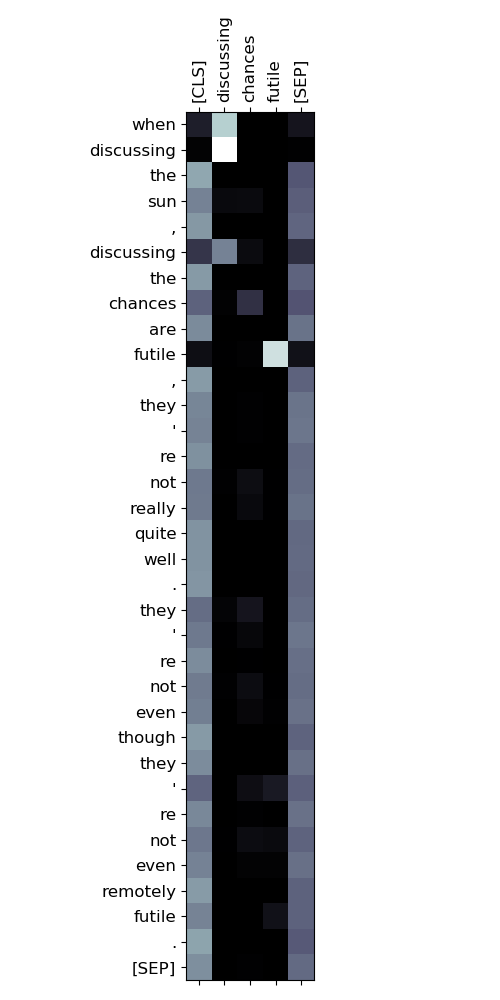 [CLS] discussing chances futile [SEP]
when
discussing
the
sun
,
discussing
the
chances
are
futile
,
they
'
re
not
really
quite
well
.
they
'
re
not
even
though
they
'
re
not
even
remotely
futile
.
[SEP]